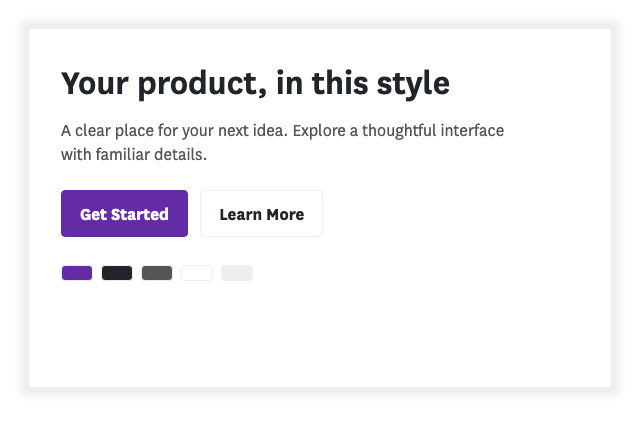 Your product, in this style
A clear place for your next idea. Explore a thoughtful interface
with familiar details.
Get Started
Learn More